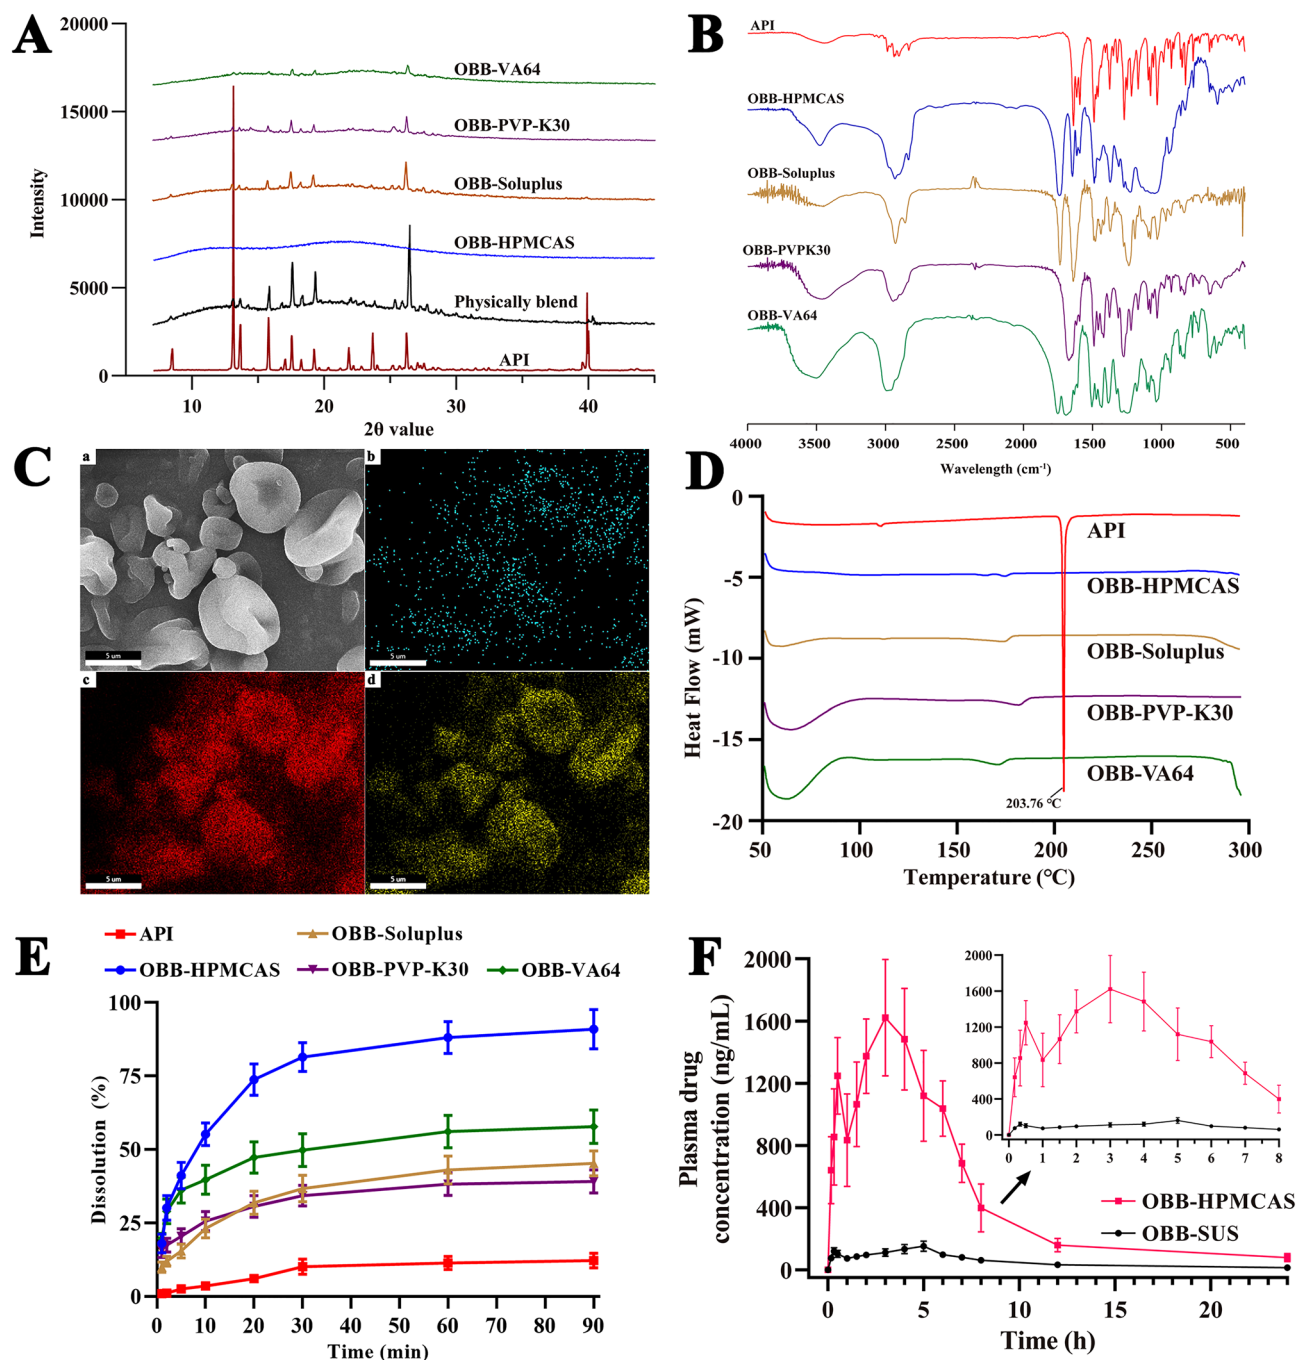 A
Intensity
20000
15000
10000
5000
0
OBB-VA64
OBB-PVP-K30
OBB-Soluplus
OBB-HPMCAS
Physically blend
API
10 20 30 40
2θ value
B
API
OBB-HPMCAS
OBB-Soluplus
OBB-PVPK30
OBB-VA64
4000 3500 3000 2500 2000 1500 1000 500
Wavelength (cm-1)
C
a
5 um
b
5 um
c
5 um
d
5 um
D
Heat Flow (mW)
0
-5
-10
-15
-20
API
OBB-HPMCAS
OBB-Soluplus
OBB-PVP-K30
OBB-VA64
203.76 ℃
50 100 150 200 250 300
Temperature (℃)
E
API
OBB-Soluplus
OBB-HPMCAS
OBB-PVP-K30
OBB-VA64
Dissolution (%)
100
75
50
25
0
0 10 20 30 40 50 60 70 80 90
Time (min)
F
Plasma drug
concentration (ng/mL)
2000
1600
1200
800
400
0
2000
1600
1200
800
400
0
0 1 2 3 4 5 6 7 8
OBB-HPMCAS
OBB-SUS
0 5 10 15 20
Time (h)